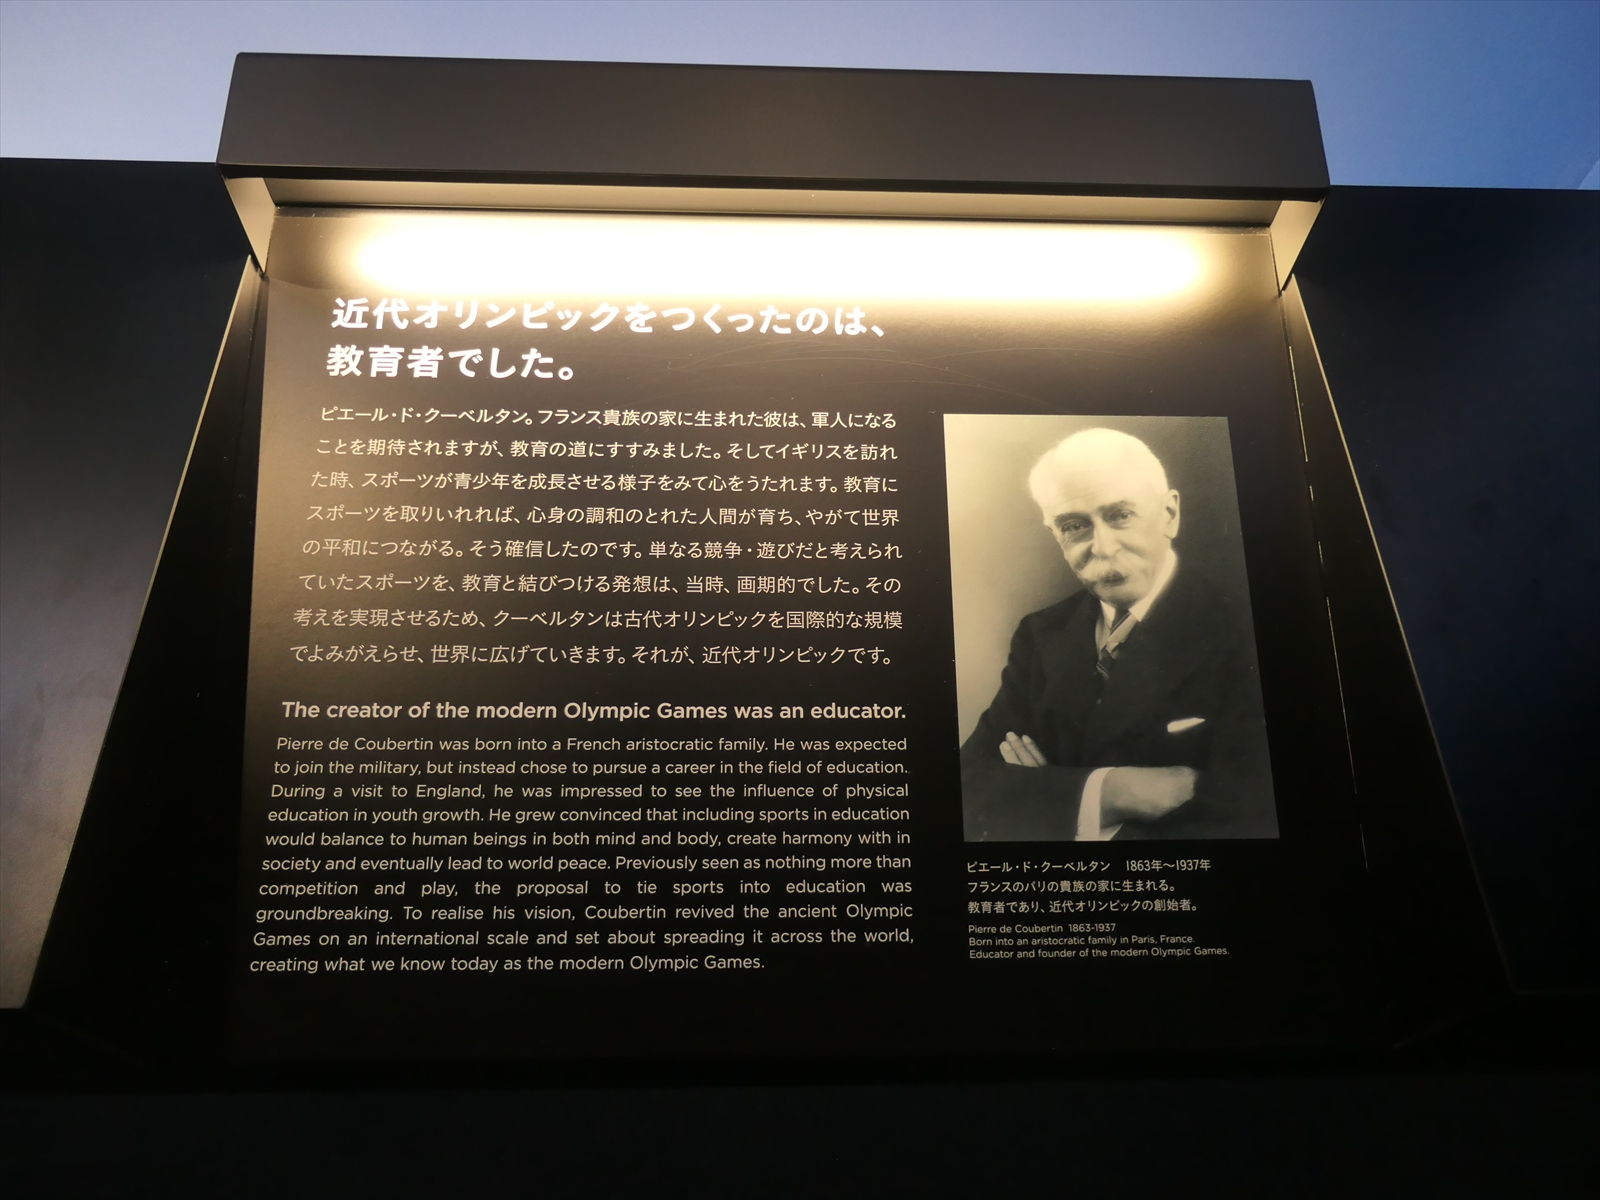 近代オリンピックをつくったのは、
教育者でした。
ピエール・ド・クーベルタン。フランス貴族の家に生まれた彼は、軍人になる
ことを期待されますが、教育の道にすすみました。そしてイギリスを訪れ
た時、スポーツが青少年を成長させる様子をみて心をうたれます。教育に
スポーツを取りいれれば、心身の調和のとれた人間が育ち、やがて世界
の平和につながる。そう確信したのです。単なる競争・遊びだと考えられ
ていたスポーツを、教育と結びつける発想は、当時、画期的でした。その
考えを実現させるため、クーベルタンは古代オリンピックを国際的な規模
でよみがえらせ、世界に広げていきます。それが、近代オリンピックです。
The creator of the modern Olympic Games was an educator.
Pierre de Coubertin was born into a French aristocratic family. He was expected
to join the military, but instead chose to pursue a career in the field of education.
During a visit to England, he was impressed to see the influence of physical
education in youth growth. He grew convinced that including sports in education
would balance to human beings in both mind and body, create harmony with in
society and eventually lead to world peace. Previously seen as nothing more than
competition and play, the proposal to tie sports into education was
groundbreaking. To realise his vision, Coubertin revived the ancient Olympic
Games on an international scale and set about spreading it across the world,
creating what we know today as the modern Olympic Games.
ピエール・ド・クーベルタン 1863年〜1937年
フランスのパリの貴族の家に生まれる。
教育者であり、近代オリンピックの創始者。
Pierre de Coubertin 1863-1937
Born into an aristocratic family in Paris, France.
Educator and founder of the modern Olympic Games.